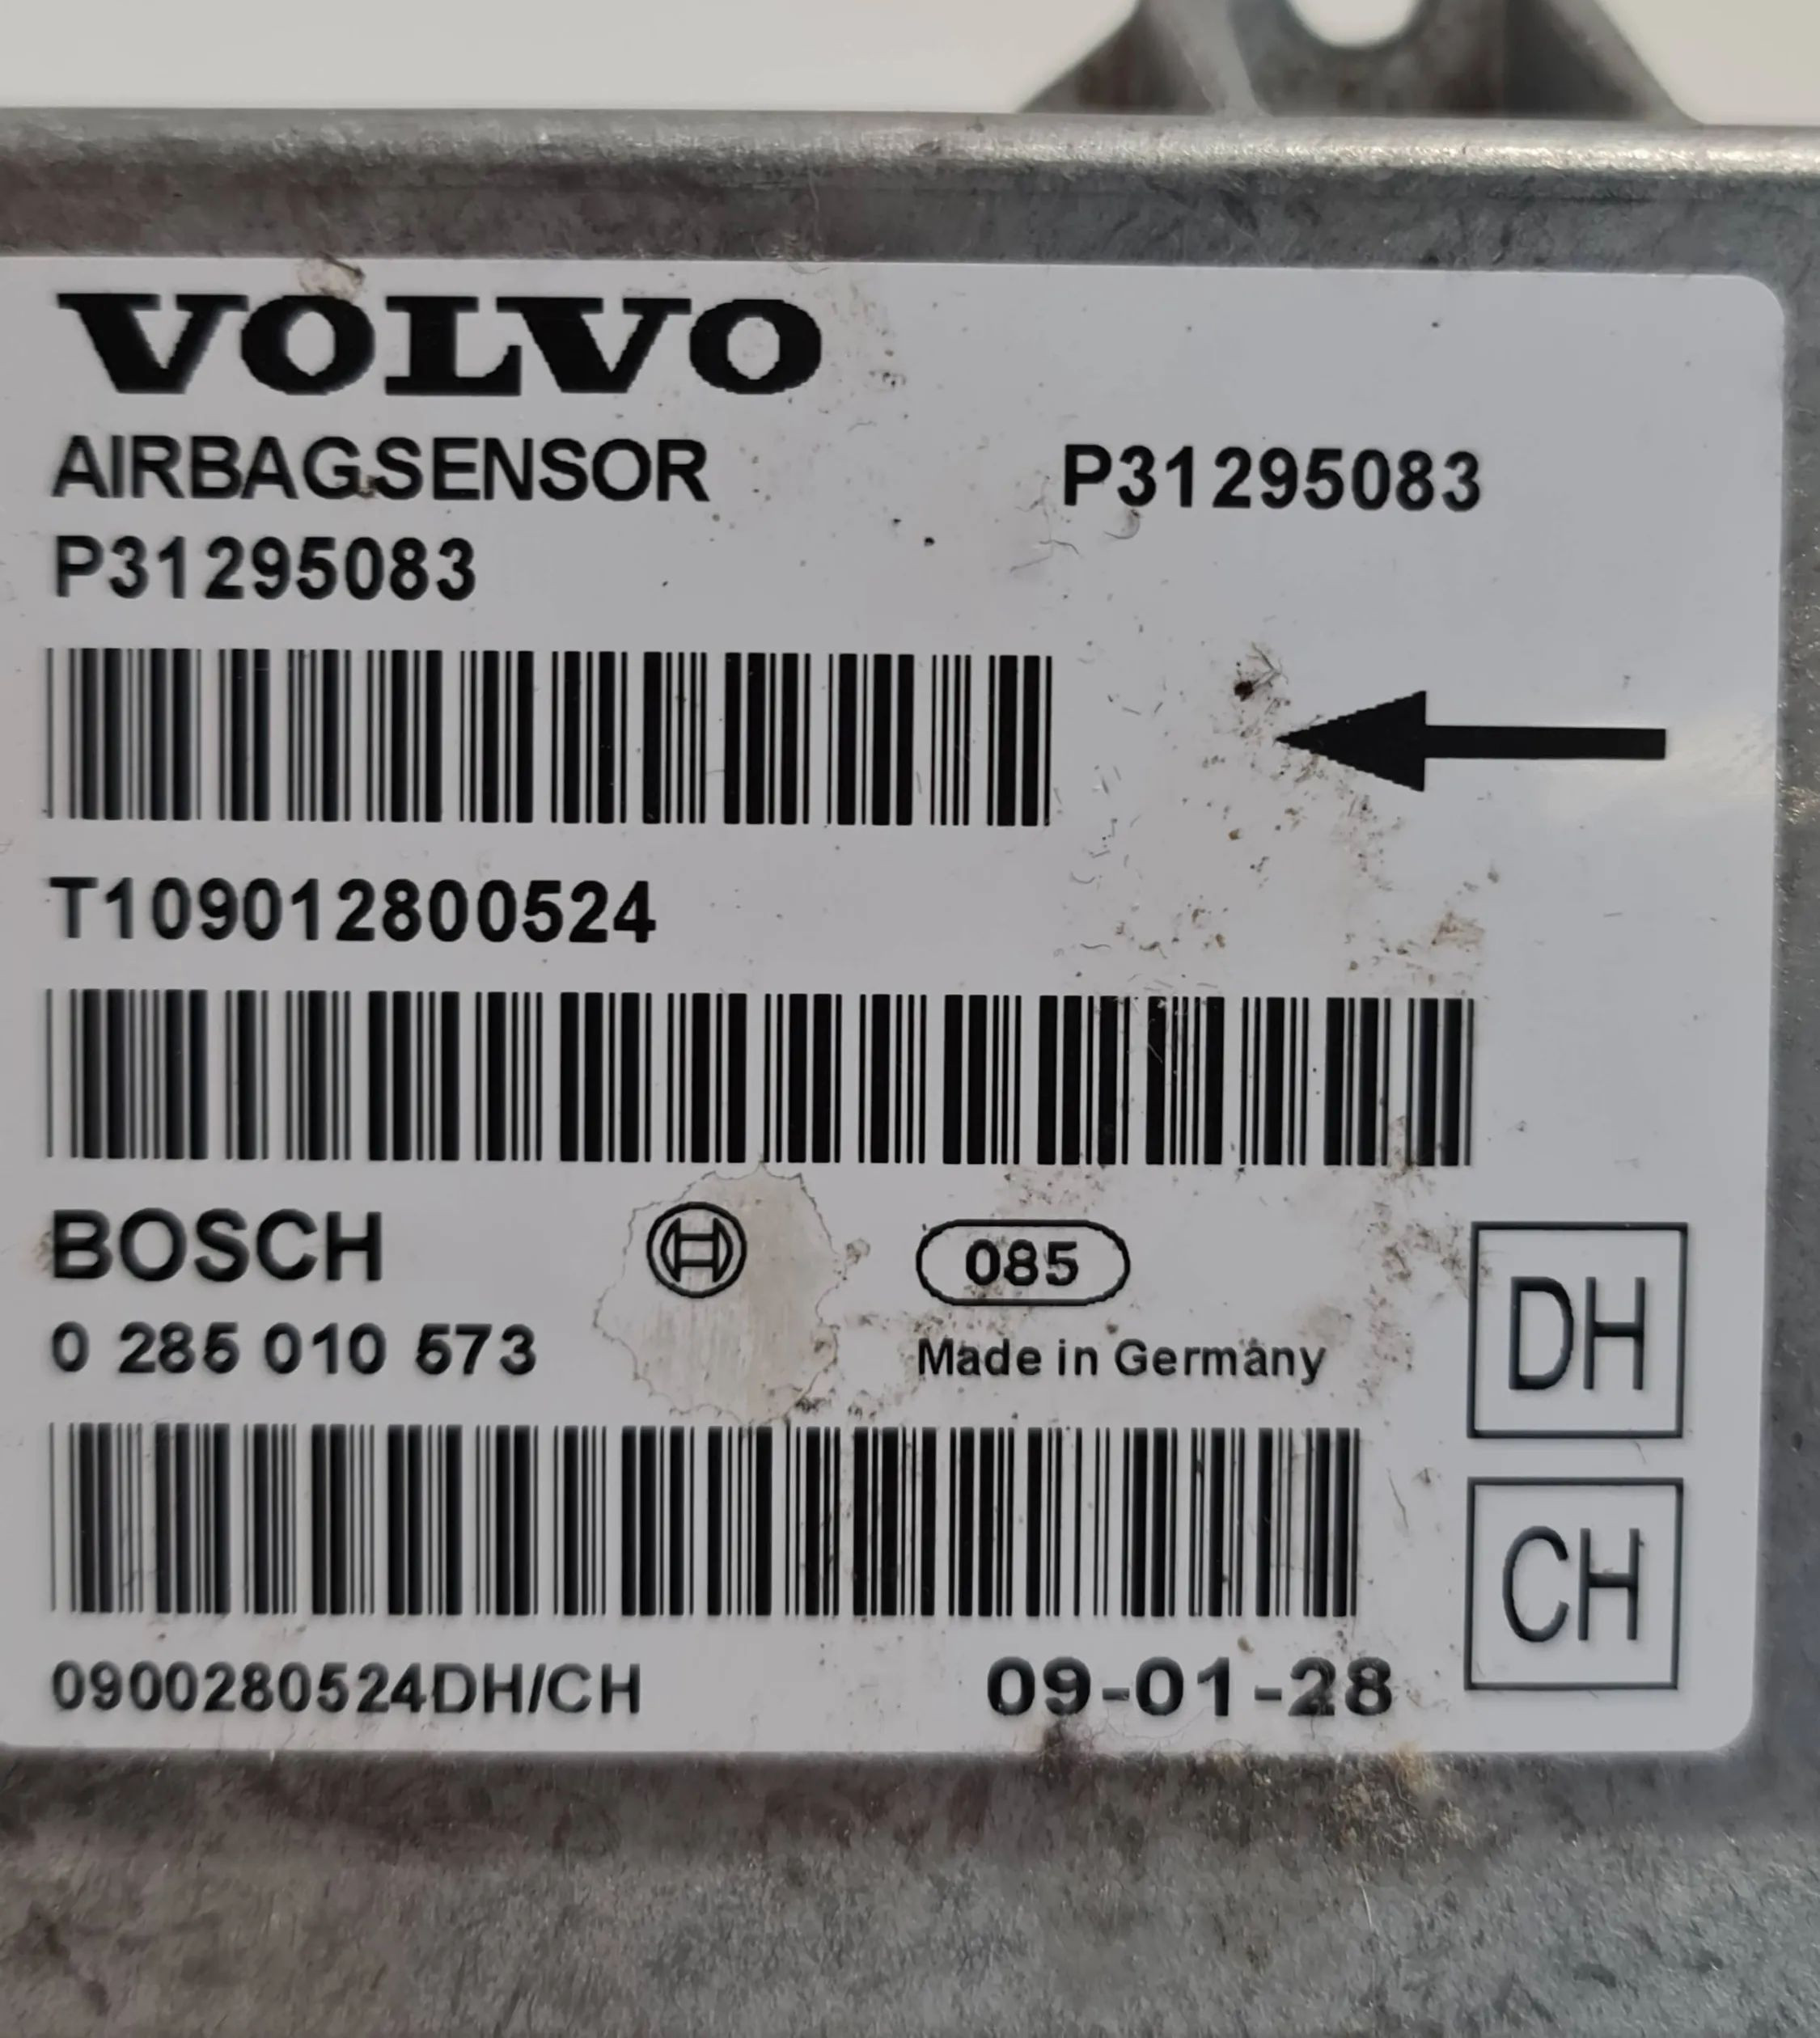 VOLVO
AIRBAGSENSOR P31295083
P31295083
T109012800524
BOSCH 085
0 285 010 573 Made in Germany
DH
CH
0900280524DH/CH 09-01-28